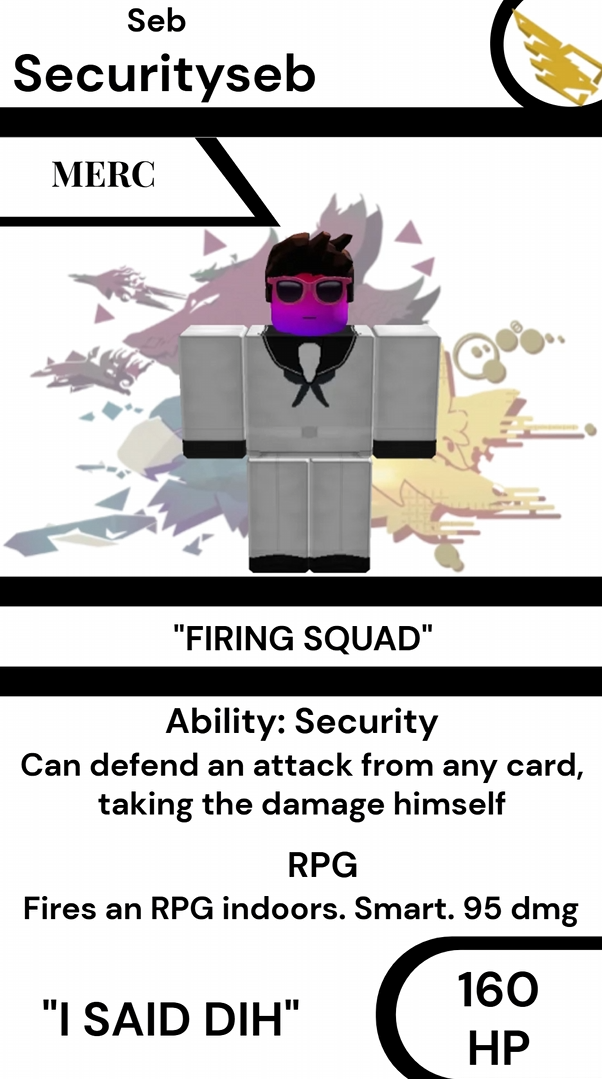 Seb
Securityseb
MERC
"FIRING SQUAD"
Ability: Security
Can defend an attack from any card,
taking the damage himself
RPG
Fires an RPG indoors. Smart. 95 dmg
"I SAID DIH"
160
HP